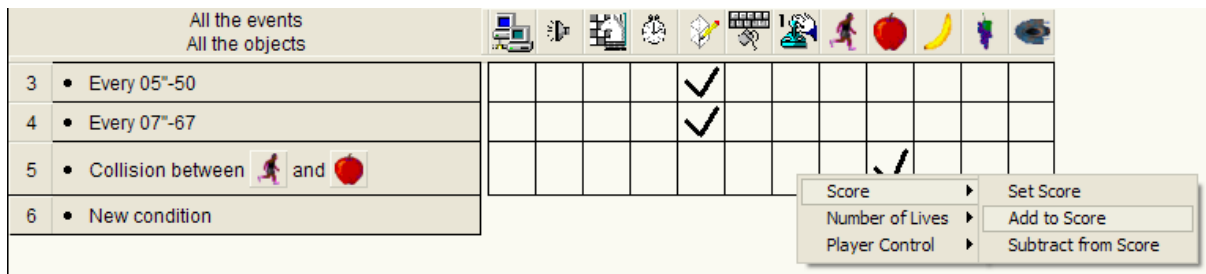 All the events
All the objects
3 • Every 05"-50
4 • Every 07"-67
5 • Collision between and
6 • New condition
Score
Number of Lives
Player Control
Set Score
Add to Score
Subtract from Score